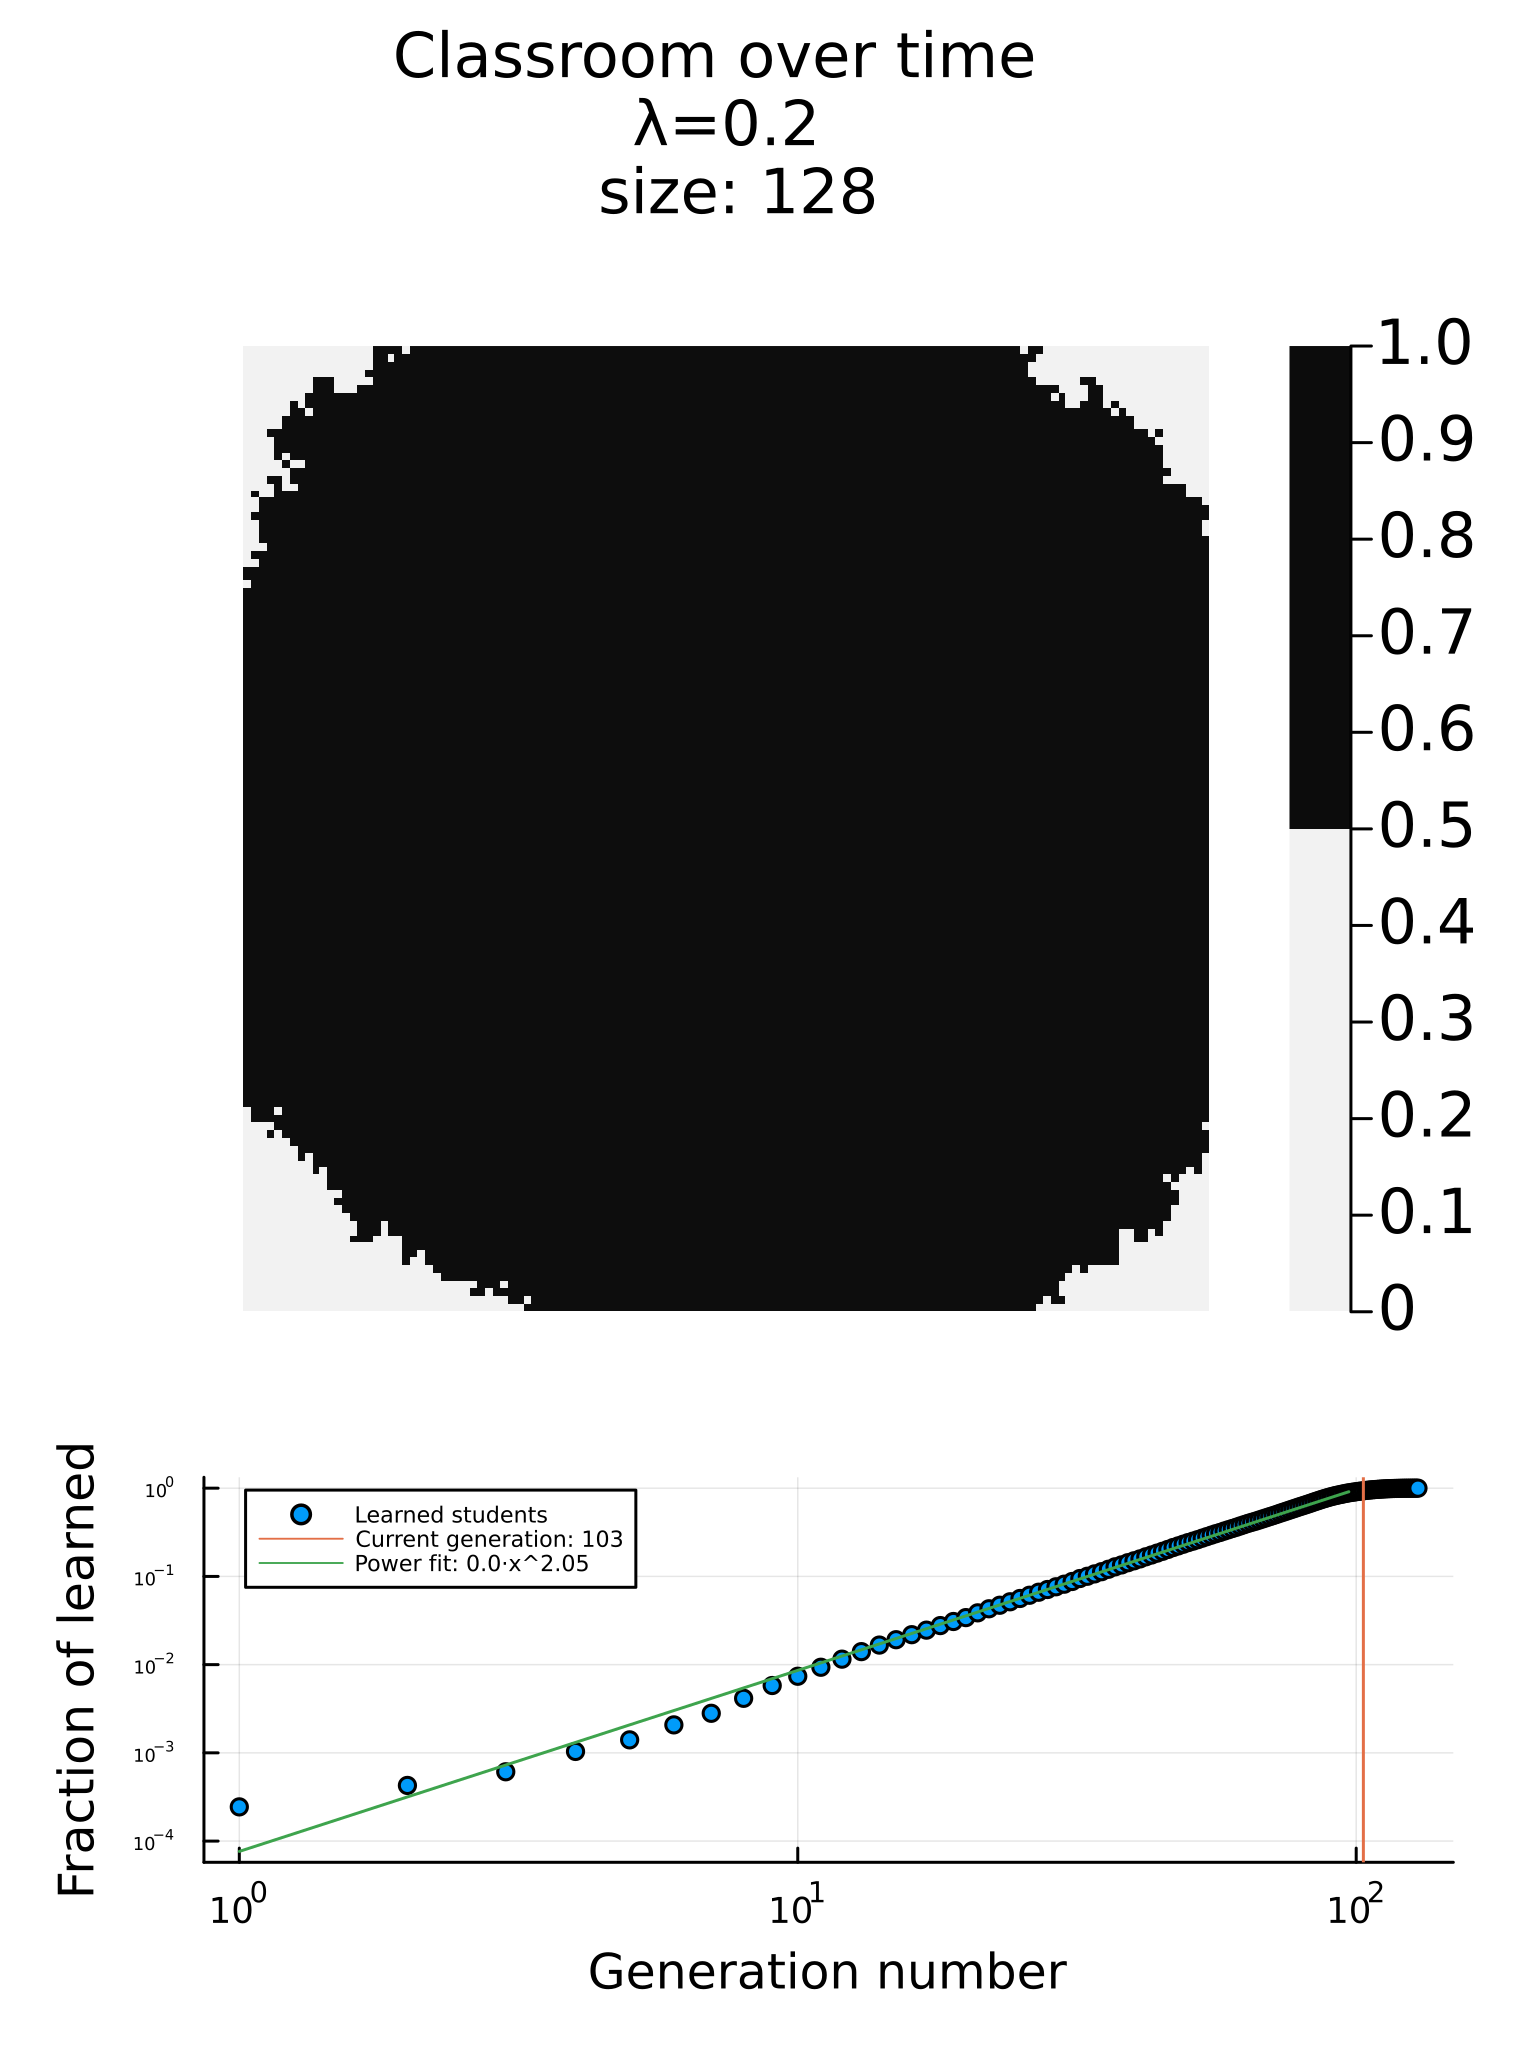 Classroom over time
λ=0.2
size: 128
1.0
0.9
0.8
0.7
0.6
0.5
0.4
0.3
0.2
0.1
0
Fraction of learned
10^0
10^-1
10^-2
10^-3
10^-4
Learned students
Current generation: 103
Power fit: 0.0·x^2.05
10^0 10^1 10^2
Generation number